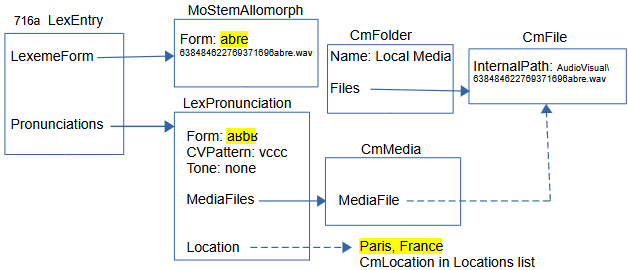 716a LexEntry
LexemeForm
Pronunciations
MoStemAllomorph
Form: abre
638484622769371696abre.wav
CmFolder
Name: Local Media
Files
CmFile
InternalPath: AudioVisual\
638484622769371696abre.wav
LexPronunciation
Form: aʙbʙ
CVPattern: vccc
Tone: none
MediaFiles
Location
CmMedia
MediaFile
Paris, France
CmLocation in Locations list